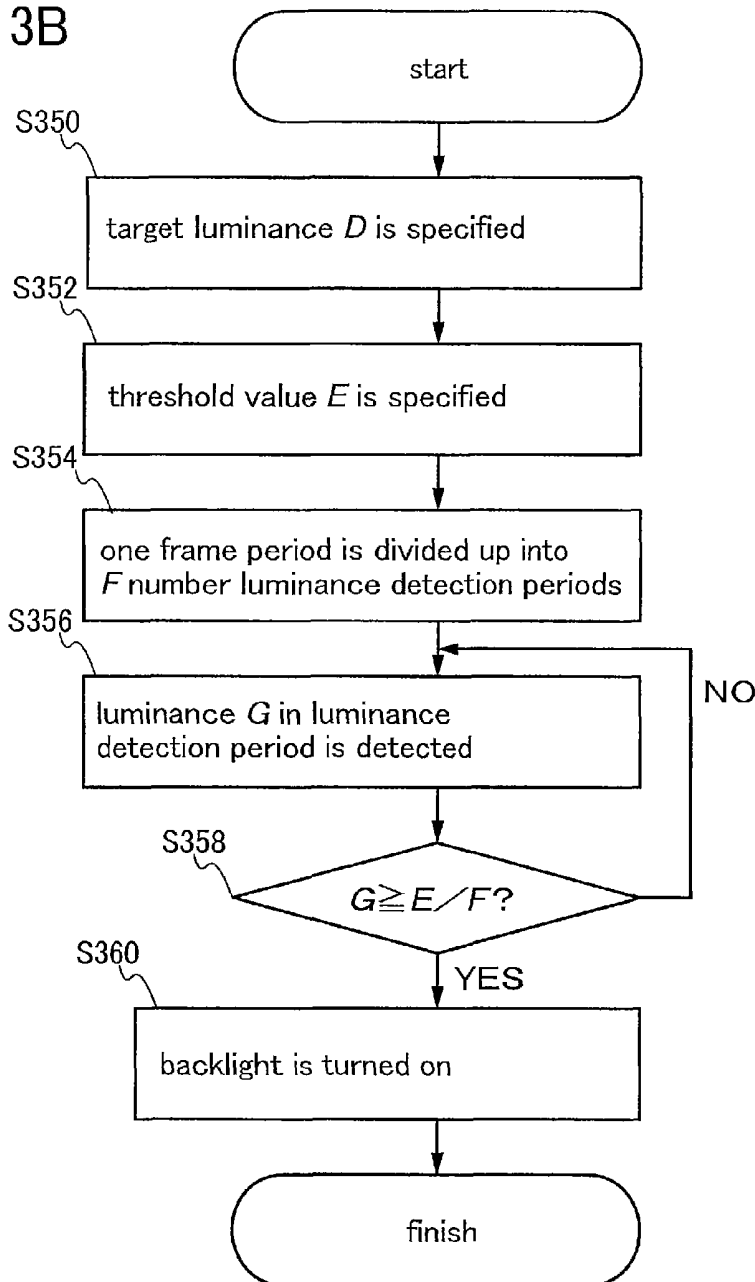 3B
start
S350
target luminance D is specified
S352
threshold value E is specified
S354
one frame period is divided up into
F number luminance detection periods
S356
luminance G in luminance
detection period is detected
NO
S358
G≧E/F?
YES
S360
backlight is turned on
finish